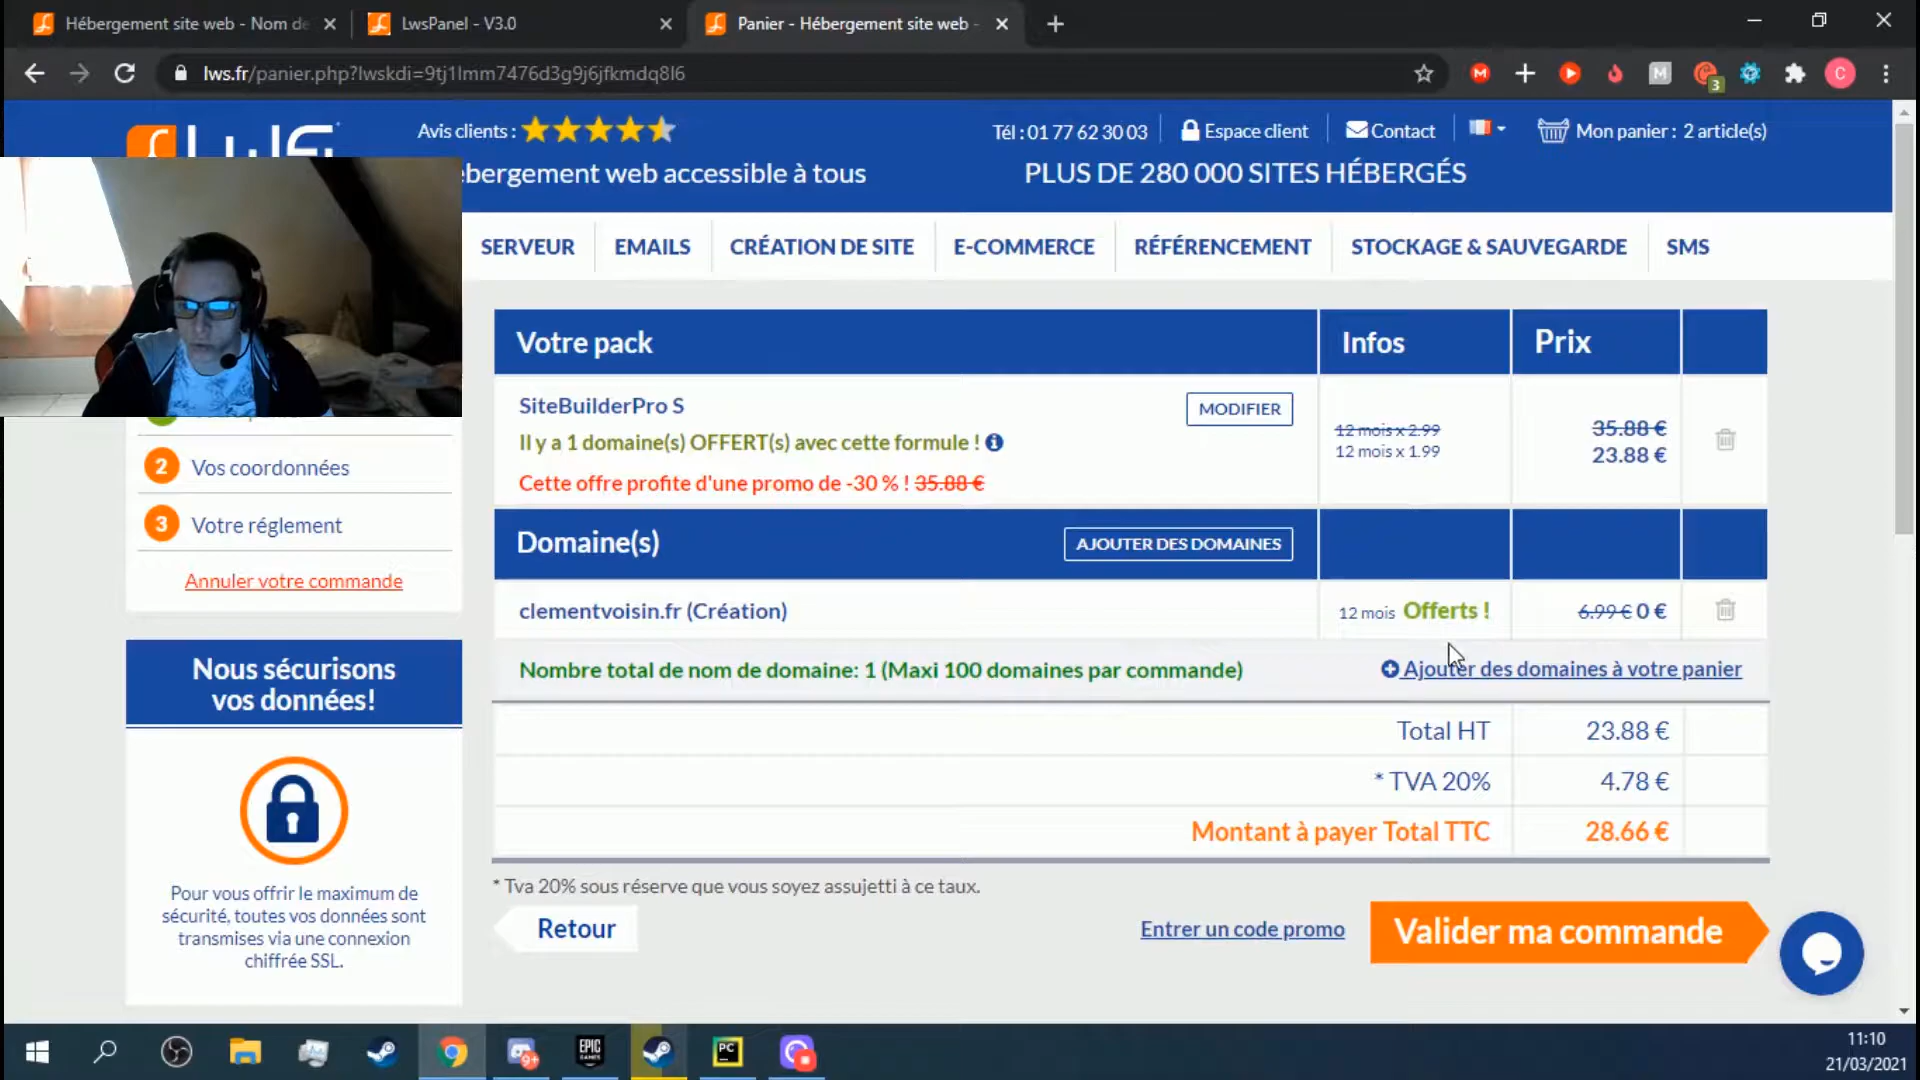 Hébergement site web - Nom de
LwsPanel - V3.0
Panier - Hébergement site web -
lws.fr/panier.php?lwskdi=9tj1lmm7476d3g9j6jfkmdq8l6
M
M
3
C
Avis clients :
Tél : 01 77 62 30 03
Espace client
Contact
Mon panier : 2 article(s)
ébergement web accessible à tous
PLUS DE 280 000 SITES HÉBERGÉS
SERVEUR
EMAILS
CRÉATION DE SITE
E-COMMERCE
RÉFÉRENCEMENT
STOCKAGE & SAUVEGARDE
SMS
2 Vos coordonnées
3 Votre réglement
Annuler votre commande
Nous sécurisons
vos données!
Pour vous offrir le maximum de
sécurité, toutes vos données sont
transmises via une connexion
chiffrée SSL.
Votre pack
Infos
Prix
SiteBuilderPro S
MODIFIER
Il y a 1 domaine(s) OFFERT(s) avec cette formule !
Cette offre profite d'une promo de -30 % ! 35.88 €
12 mois x 2.99
12 mois x 1.99
35.88 €
23.88 €
Domaine(s)
AJOUTER DES DOMAINES
clementvoisin.fr (Création)
12 mois Offerts !
6.99 € 0 €
Nombre total de nom de domaine: 1 (Maxi 100 domaines par commande)
Ajouter des domaines à votre panier
Total HT
23.88 €
* TVA 20%
4.78 €
Montant à payer Total TTC
28.66 €
* Tva 20% sous réserve que vous soyez assujetti à ce taux.
Retour
Entrer un code promo
Valider ma commande
9+
EPIC
GAMES
PC
11:10
21/03/2021